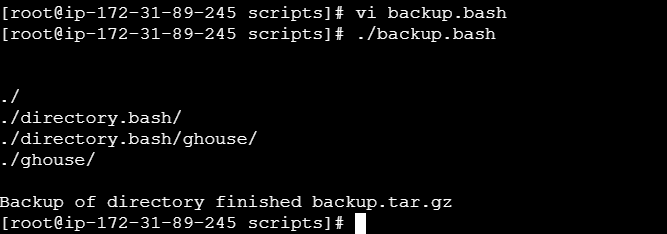 [root@ip-172-31-89-245 scripts]# vi backup.bash
[root@ip-172-31-89-245 scripts]# ./backup.bash
./
./directory.bash/
./directory.bash/ghouse/
./ghouse/
Backup of directory finished backup.tar.gz
[root@ip-172-31-89-245 scripts]#